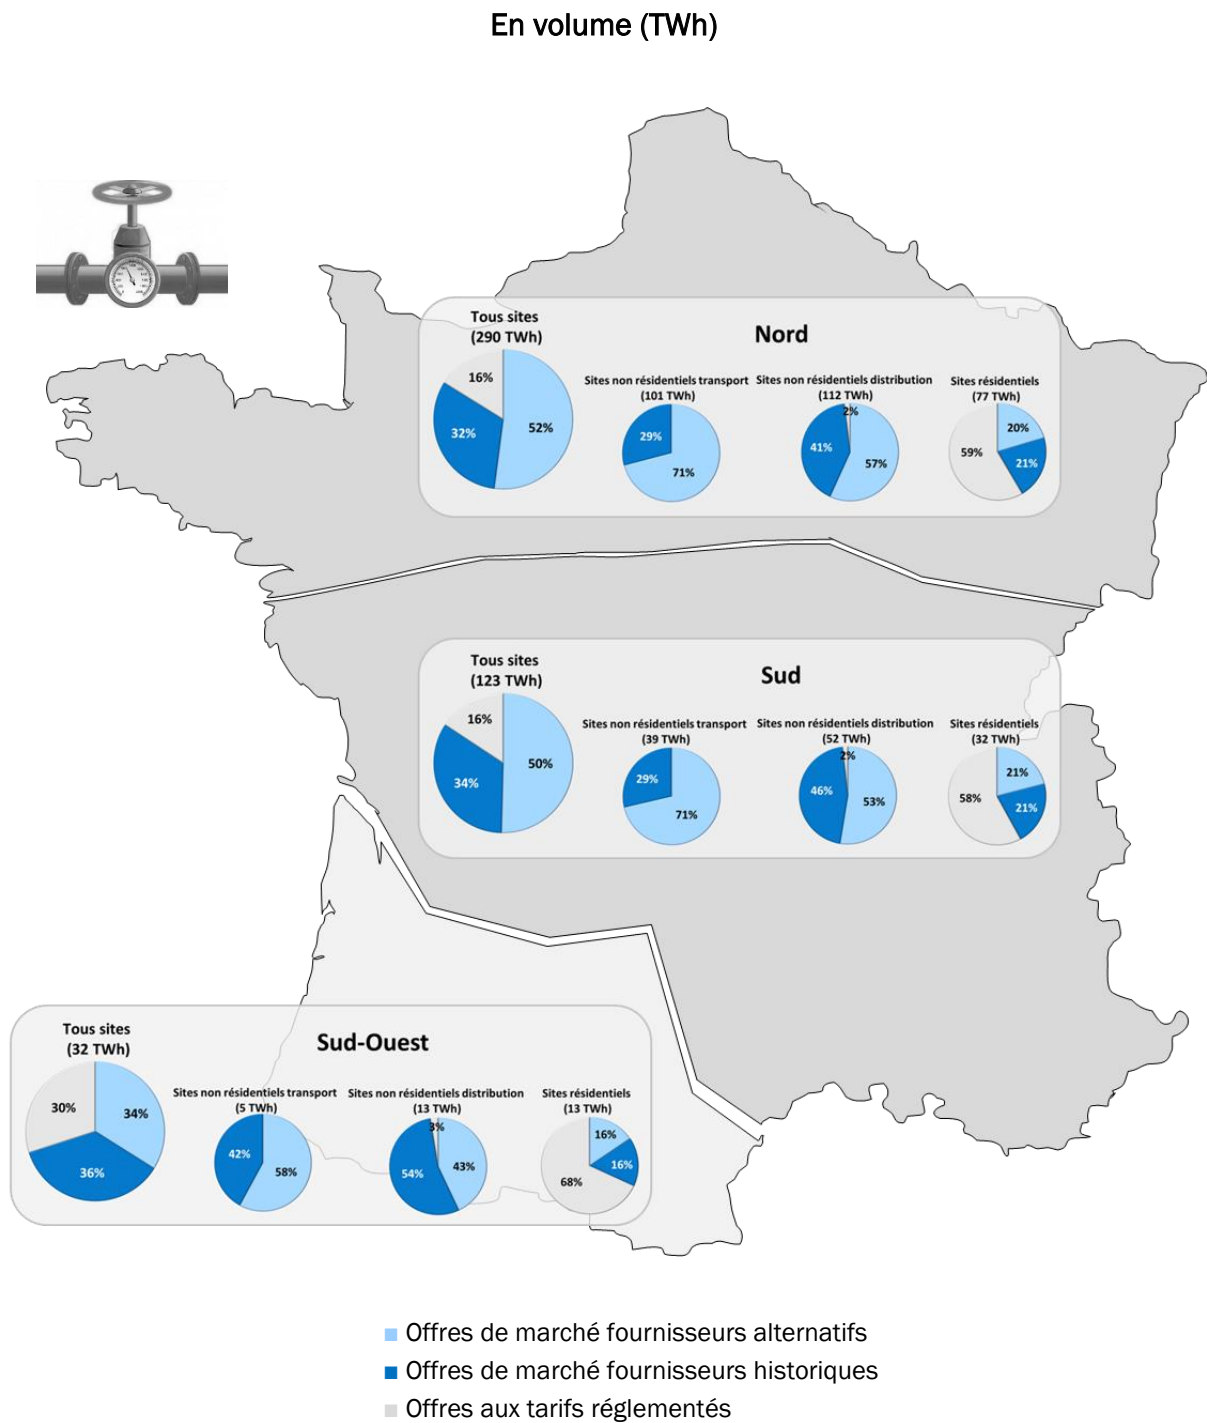 En volume (TWh)
Tous sites
(290 TWh)
Nord
16%
32%
52%
Sites non résidentiels transport
(101 TWh)
29%
71%
Sites non résidentiels distribution
(112 TWh)
2%
41%
57%
Sites résidentiels
(77 TWh)
20%
59%
21%
Tous sites
(123 TWh)
Sud
16%
34%
50%
Sites non résidentiels transport
(39 TWh)
29%
71%
Sites non résidentiels distribution
(52 TWh)
2%
46%
53%
Sites résidentiels
(32 TWh)
21%
58%
21%
Tous sites
(32 TWh)
Sud-Ouest
30%
34%
36%
Sites non résidentiels transport
(5 TWh)
42%
58%
Sites non résidentiels distribution
(13 TWh)
3%
54%
43%
Sites résidentiels
(13 TWh)
16%
16%
68%
Offres de marché fournisseurs alternatifs
Offres de marché fournisseurs historiques
Offres aux tarifs réglementés